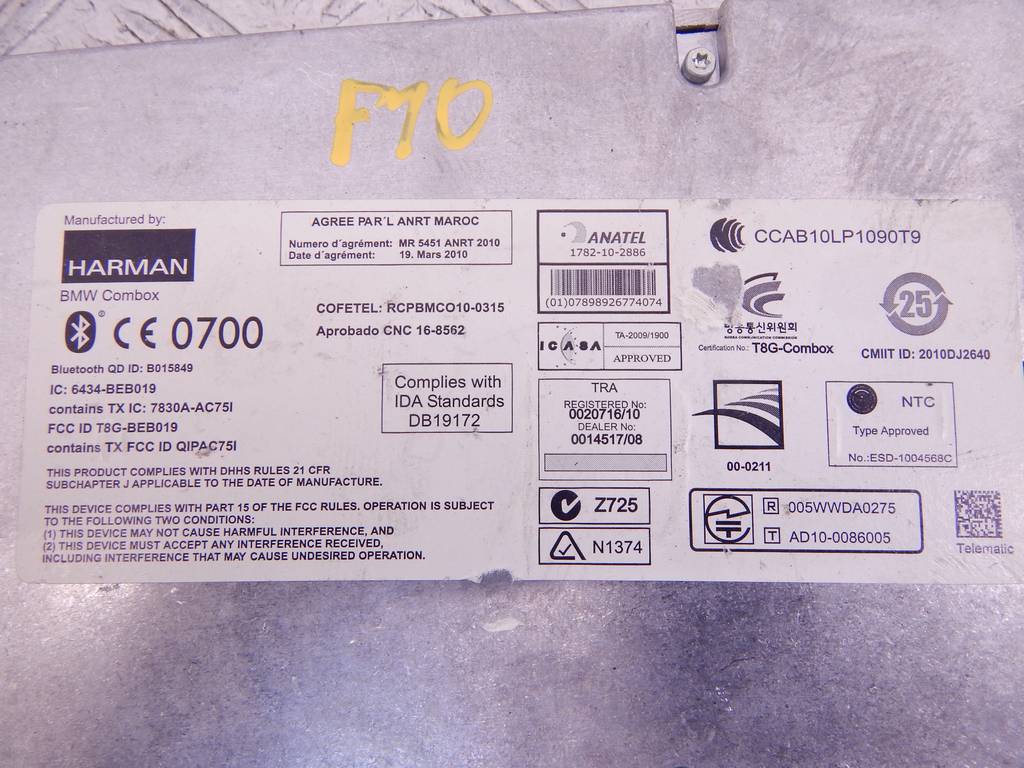 F10
Manufactured by:
HARMAN
BMW Combox
CE 0700
Bluetooth QD ID: B015849
IC: 6434-BEB019
contains TX IC: 7830A-AC75I
FCC ID T8G-BEB019
contains TX FCC ID QIPAC75I
THIS PRODUCT COMPLIES WITH DHHS RULES 21 CFR
SUBCHAPTER J APPLICABLE TO THE DATE OF MANUFACTURE.
THIS DEVICE COMPLIES WITH PART 15 OF THE FCC RULES. OPERATION IS SUBJECT
TO THE FOLLOWING TWO CONDITIONS:
(1) THIS DEVICE MAY NOT CAUSE HARMFUL INTERFERENCE, AND
(2) THIS DEVICE MUST ACCEPT ANY INTERFERENCE RECEIVED,
INCLUDING INTERFERENCE THAT MAY CAUSE UNDESIRED OPERATION.
AGREE PAR´L ANRT MAROC
Numero d´agrément: MR 5451 ANRT 2010
Date d´agrément: 19. Mars 2010
COFETEL: RCPBMCO10-0315
Aprobado CNC 16-8562
Complies with
IDA Standards
DB19172
ANATEL
1782-10-2886
(01)07898926774074
ICASA
TA-2009/1900
APPROVED
TRA
REGISTERED No:
0020716/10
DEALER No:
0014517/08
Z725
N1374
CCAB10LP1090T9
방송통신위원회
KOREA COMMUNICATIONS COMMISSION
Certification No.: T8G-Combox
25
CMIIT ID: 2010DJ2640
00-0211
NTC
Type Approved
No.:ESD-1004568C
R 005WWDA0275
T AD10-0086005
Telematic